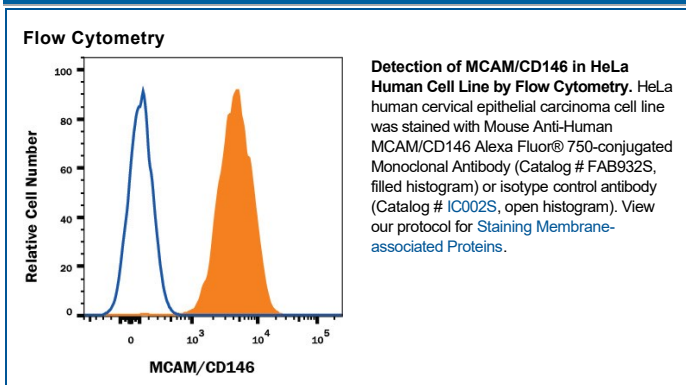 Flow Cytometry
100
80
60
40
20
0
Relative Cell Number
0
10³
10⁴
10⁵
MCAM/CD146
Detection of MCAM/CD146 in HeLa
Human Cell Line by Flow Cytometry. HeLa
human cervical epithelial carcinoma cell line
was stained with Mouse Anti-Human
MCAM/CD146 Alexa Fluor® 750-conjugated
Monoclonal Antibody (Catalog # FAB932S,
filled histogram) or isotype control antibody
(Catalog # IC002S, open histogram). View
our protocol for Staining Membrane-
associated Proteins.